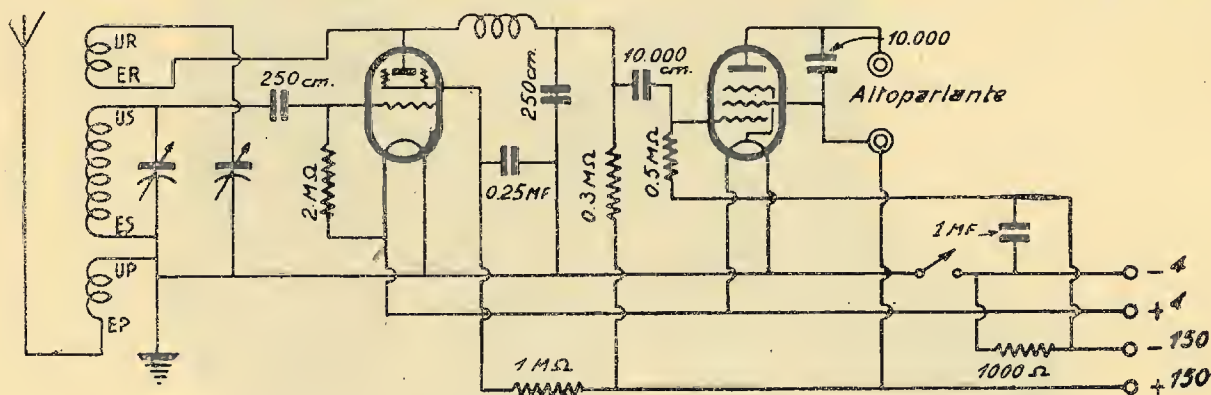 UR
ER
US
ES
UP
EP
250 cm.
2 MΩ
250 cm.
0.25 MF
0.3 MΩ
10.000
cm.
0.5 MΩ
10.000
Altoparlante
1 MF
1 MΩ
1000 Ω
- 4
+ 4
- 150
+ 150